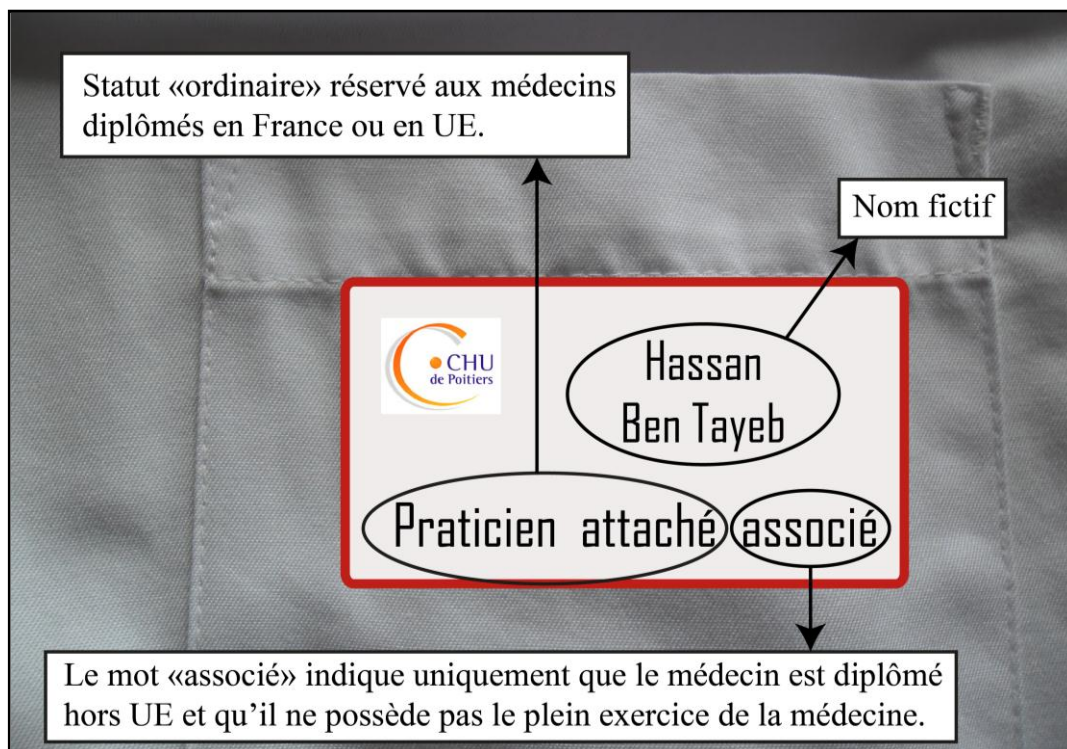 Statut «ordinaire» réservé aux médecins
diplômés en France ou en UE.
Nom fictif
CHU
de Poitiers
Hassan
Ben Tayeb
Praticien attaché associé
Le mot «associé» indique uniquement que le médecin est diplômé
hors UE et qu’il ne possède pas le plein exercice de la médecine.